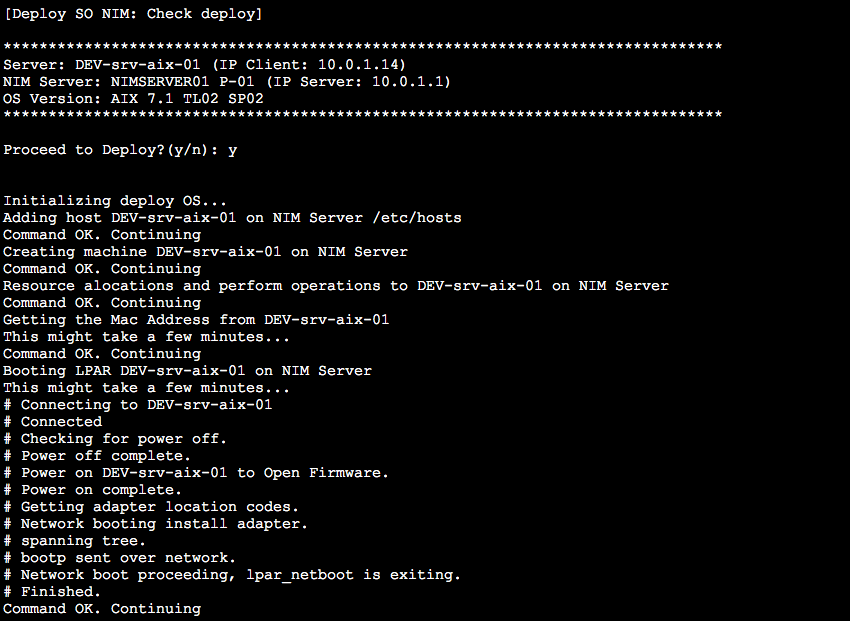 [Deploy SO NIM: Check deploy]
********************************************************************************
Server: DEV-srv-aix-01 (IP Client: 10.0.1.14)
NIM Server: NIMSERVER01 P-01 (IP Server: 10.0.1.1)
OS Version: AIX 7.1 TL02 SP02
********************************************************************************
Proceed to Deploy?(y/n): y
Initializing deploy OS...
Adding host DEV-srv-aix-01 on NIM Server /etc/hosts
Command OK. Continuing
Creating machine DEV-srv-aix-01 on NIM Server
Command OK. Continuing
Resource alocations and perform operations to DEV-srv-aix-01 on NIM Server
Command OK. Continuing
Getting the Mac Address from DEV-srv-aix-01
This might take a few minutes...
Command OK. Continuing
Booting LPAR DEV-srv-aix-01 on NIM Server
This might take a few minutes...
# Connecting to DEV-srv-aix-01
# Connected
# Checking for power off.
# Power off complete.
# Power on DEV-srv-aix-01 to Open Firmware.
# Power on complete.
# Getting adapter location codes.
# Network booting install adapter.
# spanning tree.
# bootp sent over network.
# Network boot proceeding, lpar_netboot is exiting.
# Finished.
Command OK. Continuing